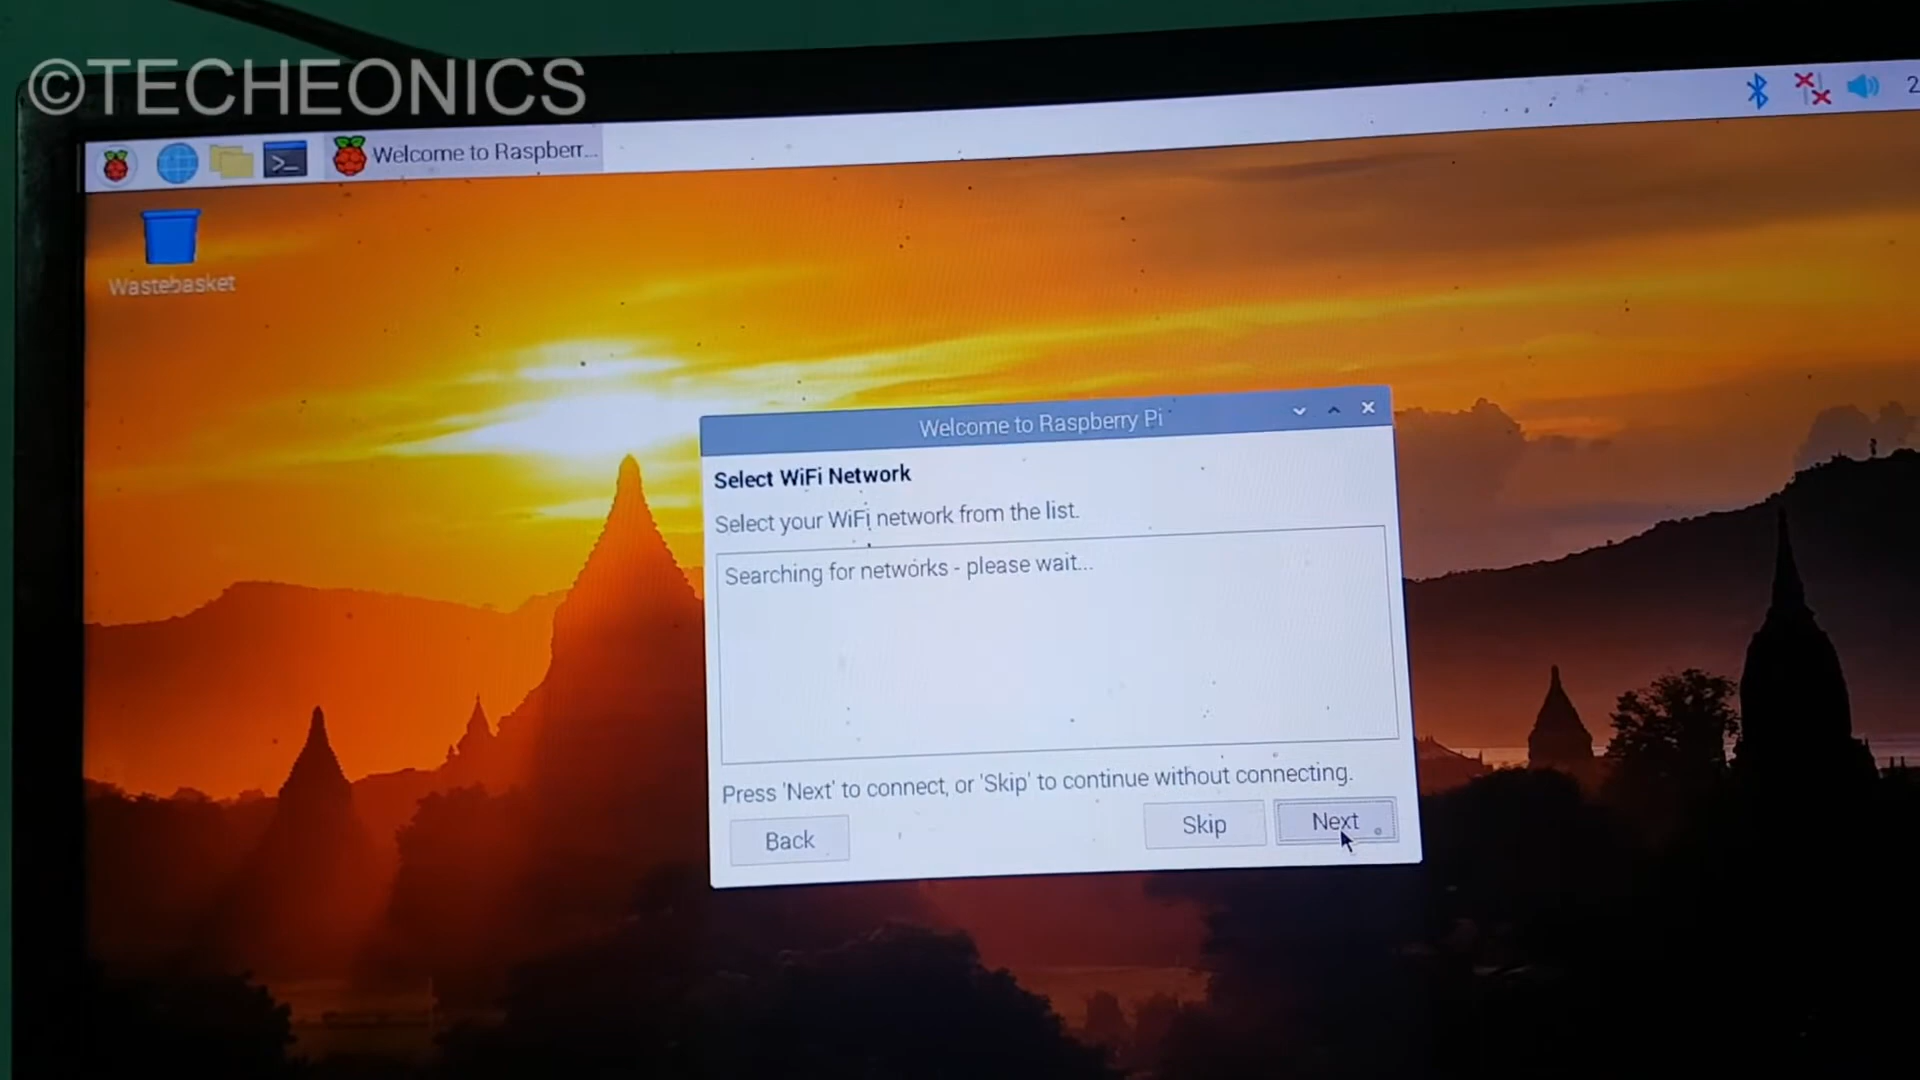 ©TECHEONICS
Welcome to Raspberr...
2
Wastebasket
Welcome to Raspberry Pi
Select WiFi Network
Select your WiFi network from the list.
Searching for networks - please wait...
Press 'Next' to connect, or 'Skip' to continue without connecting.
Back
Skip
Next